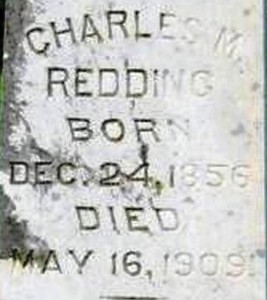 CHARLES M.
REDDING
BORN
DEC. 24, 1856
DIED
MAY 16, 1909.